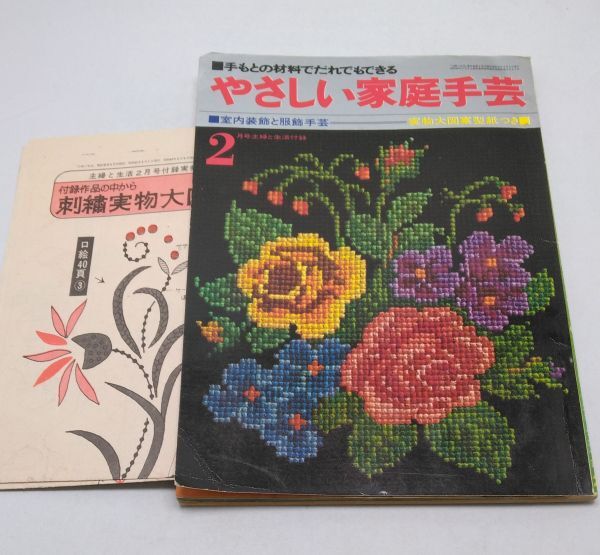 ■手もとの材料でだれでもできる
やさしい家庭手芸
■室内装飾と服飾手芸
実物大図案型紙つき■
2
月号主婦と生活付録
主婦と生活2月号付録実
付録作品の中から
刺繡実物大
口絵40頁③